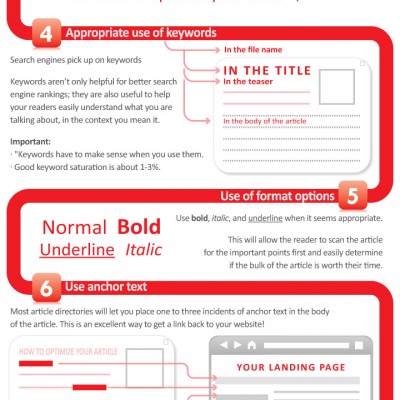 4 Appropriate use of keywords
Search engines pick up on keywords
Keywords aren't only helpful for better search
engine rankings; they are also useful to help
your readers easily understand what you are
talking about, in the context you mean it.
Important:
· "Keywords have to make sense when you use them.
· Good keyword saturation is about 1-3%.
In the file name
IN THE TITLE
In the teaser
In the body of the article
Use of format options 5
Normal Bold
Underline Italic
Use bold, italic, and underline when it seems appropriate.
This will allow the reader to scan the article
for the important points first and easily determine
if the bulk of the article is worth their time.
6 Use anchor text
Most article directories will let you place one to three incidents of anchor text in the body
of the article. This is an excellent way to get a link back to your website!
HOW TO OPTIMIZE YOUR ARTICLE
YOUR LANDING PAGE